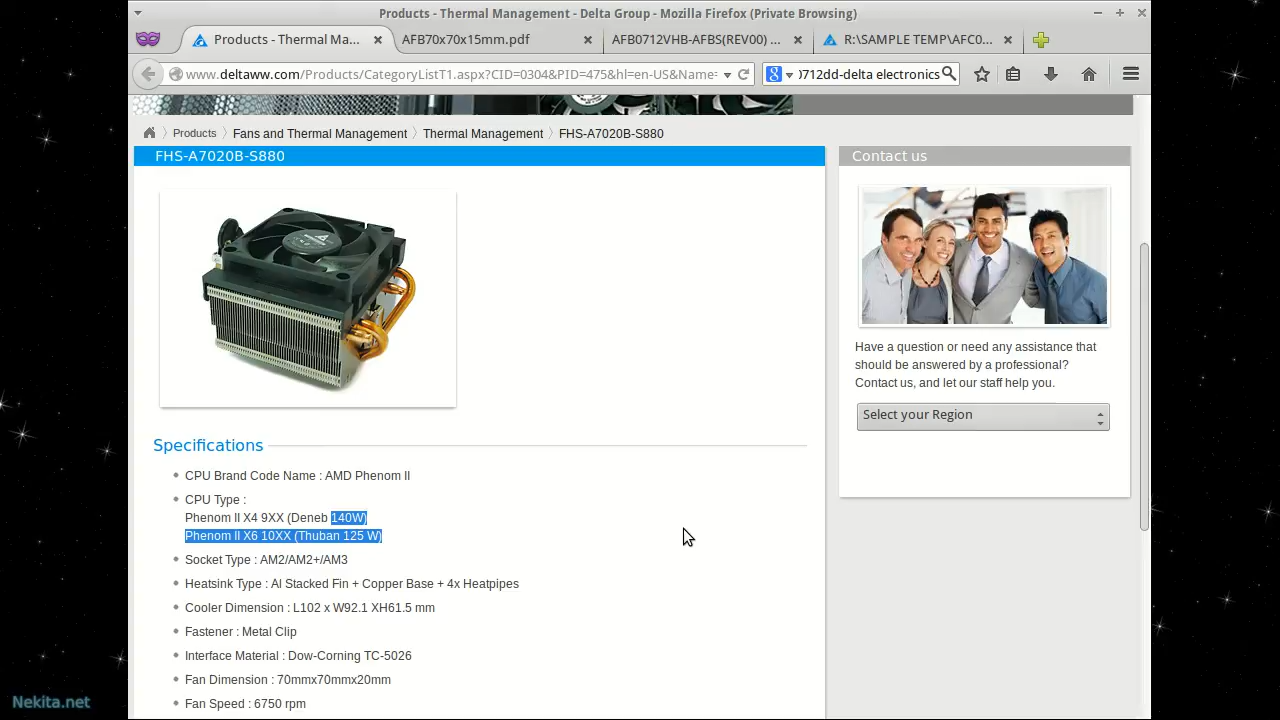 Products - Thermal Management - Delta Group - Mozilla Firefox (Private Browsing)
Products - Thermal Ma...
AFB70x70x15mm.pdf
AFB0712VHB-AFBS(REV00) ...
R:\SAMPLE TEMP\AFC0...
www.deltaww.com/Products/CategoryListT1.aspx?CID=0304&PID=475&hl=en-US&Name=
0712dd-delta electronics
Products
Fans and Thermal Management
Thermal Management
FHS-A7020B-S880
FHS-A7020B-S880
Contact us
Have a question or need any assistance that
should be answered by a professional?
Contact us, and let our staff help you.
Select your Region
Specifications
CPU Brand Code Name : AMD Phenom II
CPU Type :
Phenom II X4 9XX (Deneb 140W)
Phenom II X6 10XX (Thuban 125 W)
Socket Type : AM2/AM2+/AM3
Heatsink Type : Al Stacked Fin + Copper Base + 4x Heatpipes
Cooler Dimension : L102 x W92.1 XH61.5 mm
Fastener : Metal Clip
Interface Material : Dow-Corning TC-5026
Fan Dimension : 70mmx70mmx20mm
Fan Speed : 6750 rpm
Nekita.net